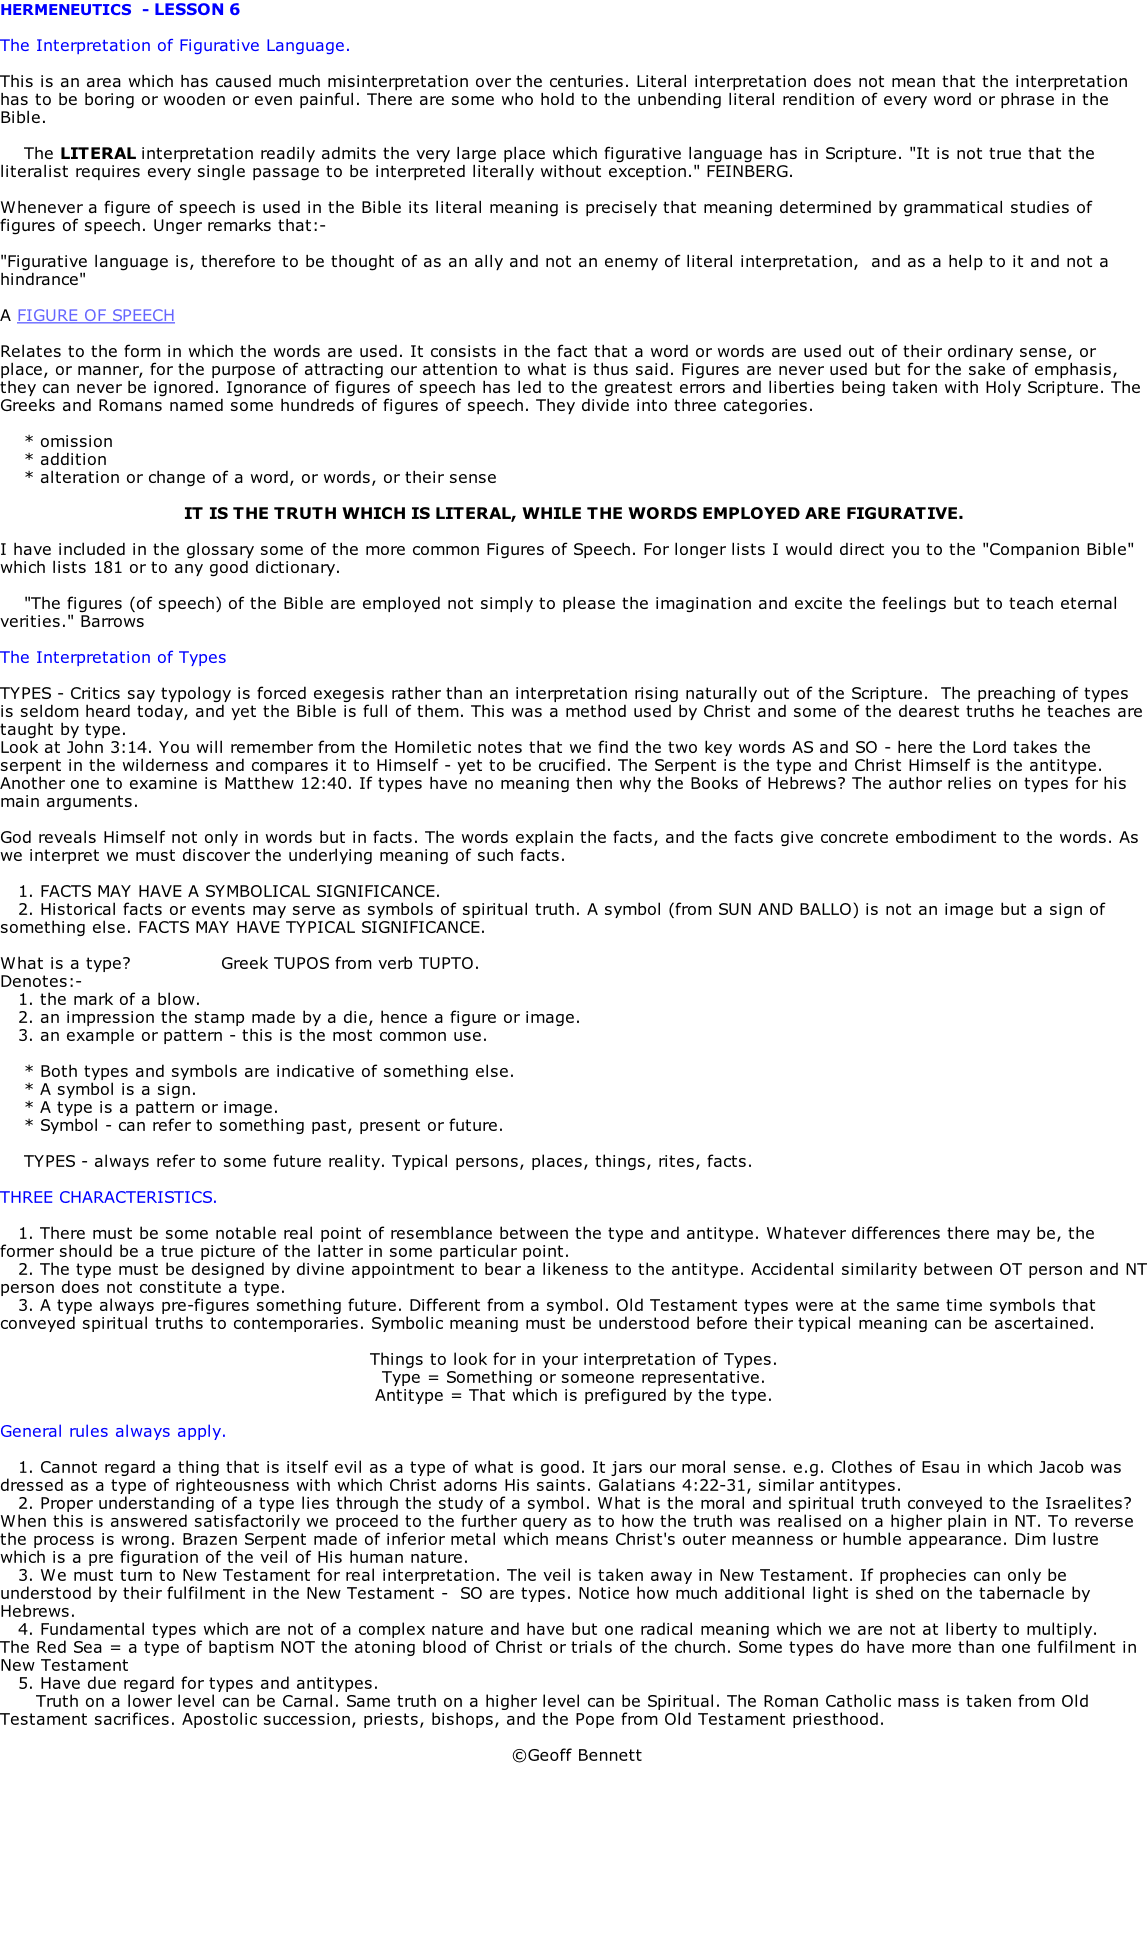 HERMENEUTICS - LESSON 6
The Interpretation of Figurative Language.
This is an area which has caused much misinterpretation over the centuries. Literal interpretation does not mean that the interpretation
has to be boring or wooden or even painful. There are some who hold to the unbending literal rendition of every word or phrase in the
Bible.
The LITERAL interpretation readily admits the very large place which figurative language has in Scripture. "It is not true that the
literalist requires every single passage to be interpreted literally without exception." FEINBERG.
Whenever a figure of speech is used in the Bible its literal meaning is precisely that meaning determined by grammatical studies of
figures of speech. Unger remarks that:-
"Figurative language is, therefore to be thought of as an ally and not an enemy of literal interpretation, and as a help to it and not a
hindrance"
A FIGURE OF SPEECH
Relates to the form in which the words are used. It consists in the fact that a word or words are used out of their ordinary sense, or
place, or manner, for the purpose of attracting our attention to what is thus said. Figures are never used but for the sake of emphasis,
they can never be ignored. Ignorance of figures of speech has led to the greatest errors and liberties being taken with Holy Scripture. The
Greeks and Romans named some hundreds of figures of speech. They divide into three categories.
* omission
* addition
* alteration or change of a word, or words, or their sense
IT IS THE TRUTH WHICH IS LITERAL, WHILE THE WORDS EMPLOYED ARE FIGURATIVE.
I have included in the glossary some of the more common Figures of Speech. For longer lists I would direct you to the "Companion Bible"
which lists 181 or to any good dictionary.
"The figures (of speech) of the Bible are employed not simply to please the imagination and excite the feelings but to teach eternal
verities." Barrows
The Interpretation of Types
TYPES - Critics say typology is forced exegesis rather than an interpretation rising naturally out of the Scripture. The preaching of types
is seldom heard today, and yet the Bible is full of them. This was a method used by Christ and some of the dearest truths he teaches are
taught by type.
Look at John 3:14. You will remember from the Homiletic notes that we find the two key words AS and SO - here the Lord takes the
serpent in the wilderness and compares it to Himself - yet to be crucified. The Serpent is the type and Christ Himself is the antitype.
Another one to examine is Matthew 12:40. If types have no meaning then why the Books of Hebrews? The author relies on types for his
main arguments.
God reveals Himself not only in words but in facts. The words explain the facts, and the facts give concrete embodiment to the words. As
we interpret we must discover the underlying meaning of such facts.
1. FACTS MAY HAVE A SYMBOLICAL SIGNIFICANCE.
2. Historical facts or events may serve as symbols of spiritual truth. A symbol (from SUN AND BALLO) is not an image but a sign of
something else. FACTS MAY HAVE TYPICAL SIGNIFICANCE.
What is a type? Greek TUPOS from verb TUPTO.
Denotes:-
1. the mark of a blow.
2. an impression the stamp made by a die, hence a figure or image.
3. an example or pattern - this is the most common use.
* Both types and symbols are indicative of something else.
* A symbol is a sign.
* A type is a pattern or image.
* Symbol - can refer to something past, present or future.
TYPES - always refer to some future reality. Typical persons, places, things, rites, facts.
THREE CHARACTERISTICS.
1. There must be some notable real point of resemblance between the type and antitype. Whatever differences there may be, the
former should be a true picture of the latter in some particular point.
2. The type must be designed by divine appointment to bear a likeness to the antitype. Accidental similarity between OT person and NT
person does not constitute a type.
3. A type always pre-figures something future. Different from a symbol. Old Testament types were at the same time symbols that
conveyed spiritual truths to contemporaries. Symbolic meaning must be understood before their typical meaning can be ascertained.
Things to look for in your interpretation of Types.
Type = Something or someone representative.
Antitype = That which is prefigured by the type.
General rules always apply.
1. Cannot regard a thing that is itself evil as a type of what is good. It jars our moral sense. e.g. Clothes of Esau in which Jacob was
dressed as a type of righteousness with which Christ adorns His saints. Galatians 4:22-31, similar antitypes.
2. Proper understanding of a type lies through the study of a symbol. What is the moral and spiritual truth conveyed to the Israelites?
When this is answered satisfactorily we proceed to the further query as to how the truth was realised on a higher plain in NT. To reverse
the process is wrong. Brazen Serpent made of inferior metal which means Christ's outer meanness or humble appearance. Dim lustre
which is a pre figuration of the veil of His human nature.
3. We must turn to New Testament for real interpretation. The veil is taken away in New Testament. If prophecies can only be
understood by their fulfilment in the New Testament - SO are types. Notice how much additional light is shed on the tabernacle by
Hebrews.
4. Fundamental types which are not of a complex nature and have but one radical meaning which we are not at liberty to multiply.
The Red Sea = a type of baptism NOT the atoning blood of Christ or trials of the church. Some types do have more than one fulfilment in
New Testament
5. Have due regard for types and antitypes.
Truth on a lower level can be Carnal. Same truth on a higher level can be Spiritual. The Roman Catholic mass is taken from Old
Testament sacrifices. Apostolic succession, priests, bishops, and the Pope from Old Testament priesthood.
©Geoff Bennett